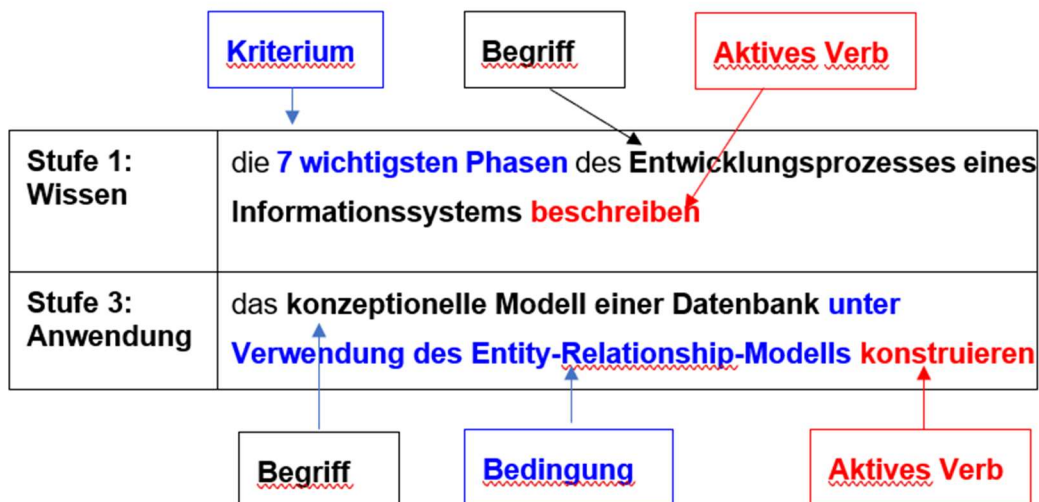 Kriterium
Begriff
Aktives Verb
Stufe 1:
Wissen
die 7 wichtigsten Phasen des Entwicklungsprozesses eines
Informationssystems beschreiben
Stufe 3:
Anwendung
das konzeptionelle Modell einer Datenbank unter
Verwendung des Entity-Relationship-Modells konstruieren
Begriff
Bedingung
Aktives Verb